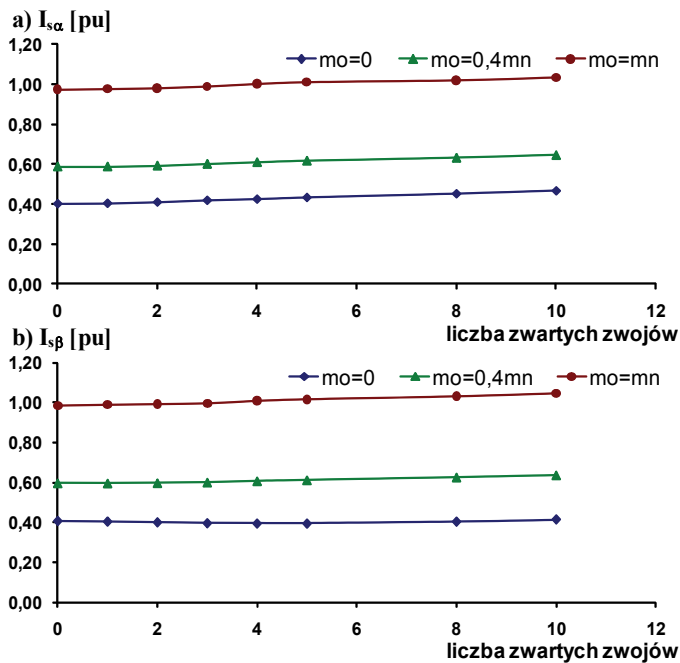 a) Isα [pu]
1,20
mo=0 mo=0,4mn mo=mn
1,00
0,80
0,60
0,40
0,20
0,00
0 2 4 6 8 10 12
liczba zwartych zwojów
b) Isβ [pu]
1,20
mo=0 mo=0,4mn mo=mn
1,00
0,80
0,60
0,40
0,20
0,00
0 2 4 6 8 10 12
liczba zwartych zwojów